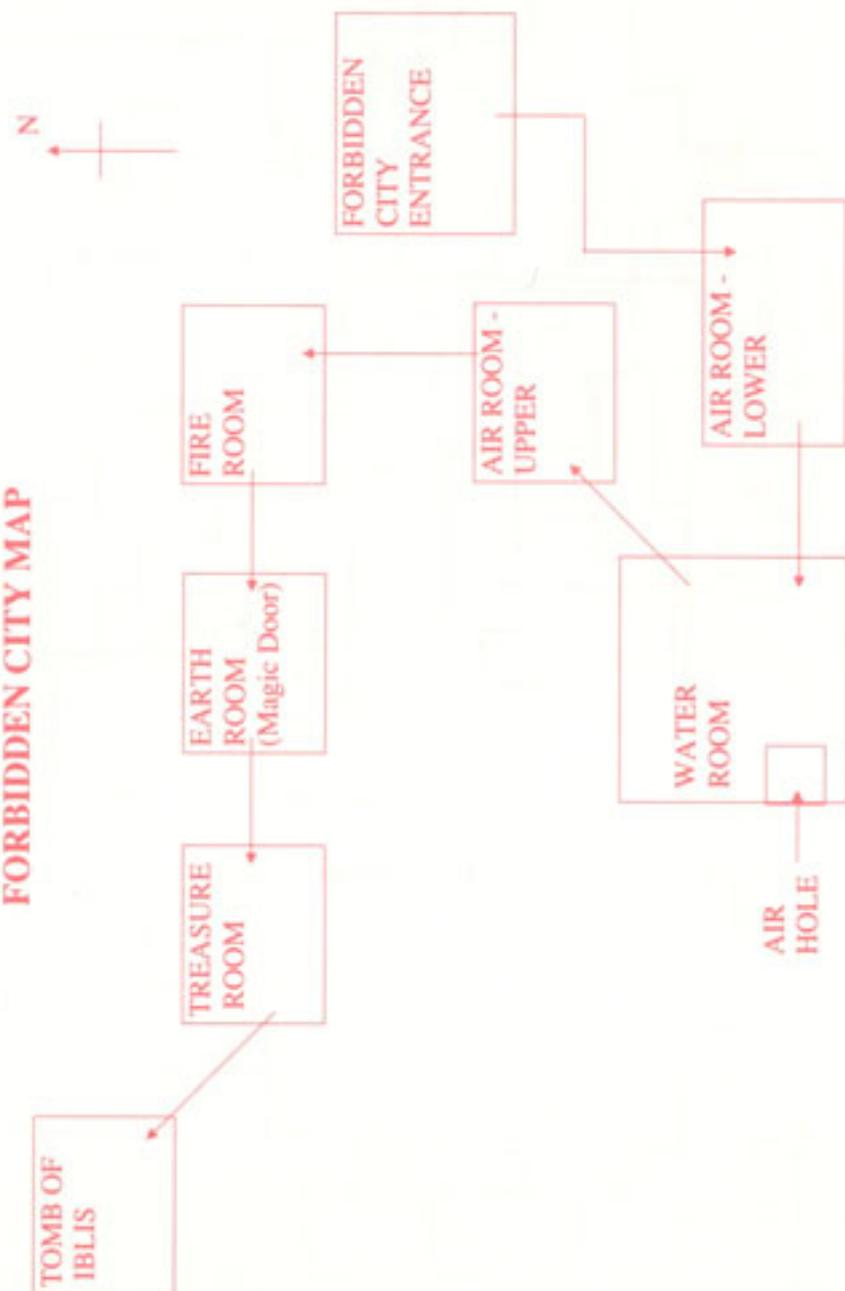 FORBIDDEN CITY MAP
N
TOMB OF
IBLIS
TREASURE
ROOM
EARTH
ROOM
(Magic Door)
FIRE
ROOM
FORBIDDEN
CITY
ENTRANCE
AIR ROOM -
UPPER
WATER
ROOM
AIR
HOLE
AIR ROOM -
LOWER